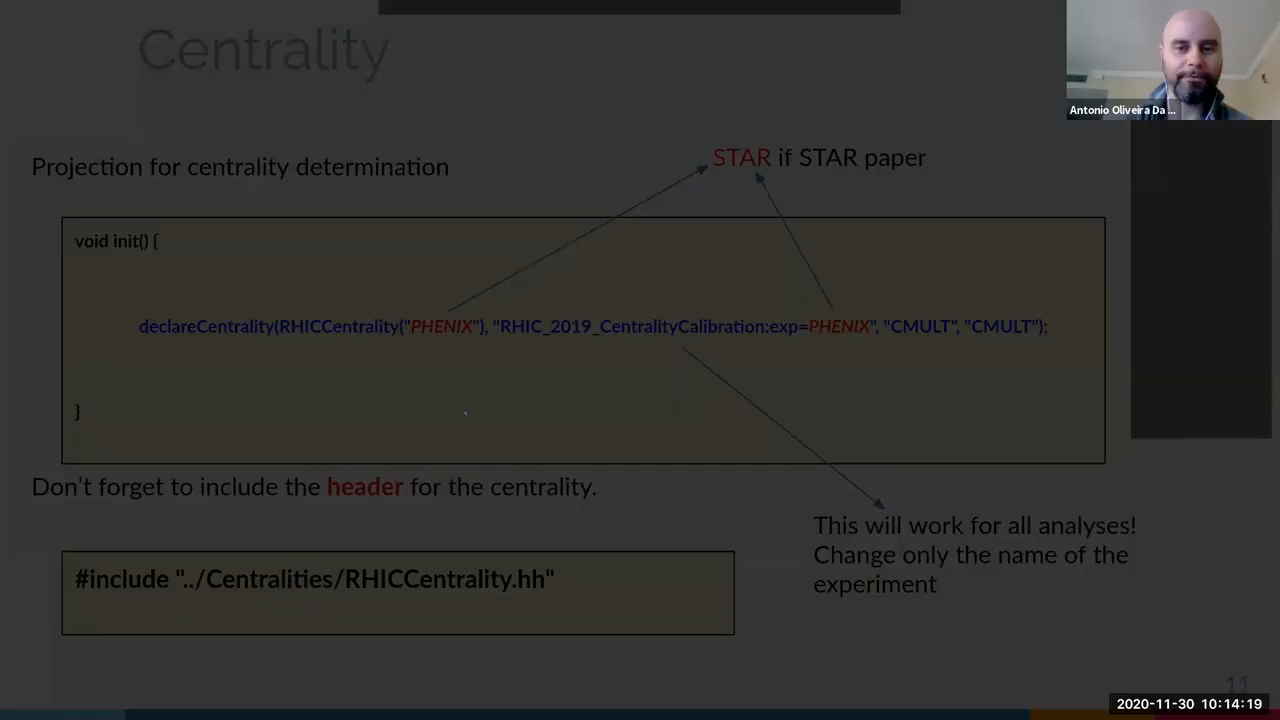 Centrality
Antonio Oliveira Da ...
Projection for centrality determination
STAR if STAR paper
void init() {
declareCentrality(RHICCentrality("PHENIX"), "RHIC_2019_CentralityCalibration:exp=PHENIX", "CMULT", "CMULT");
}
Don't forget to include the header for the centrality.
This will work for all analyses!
Change only the name of the
experiment
#include "../Centralities/RHICCentrality.hh"
11
2020-11-30 10:14:19